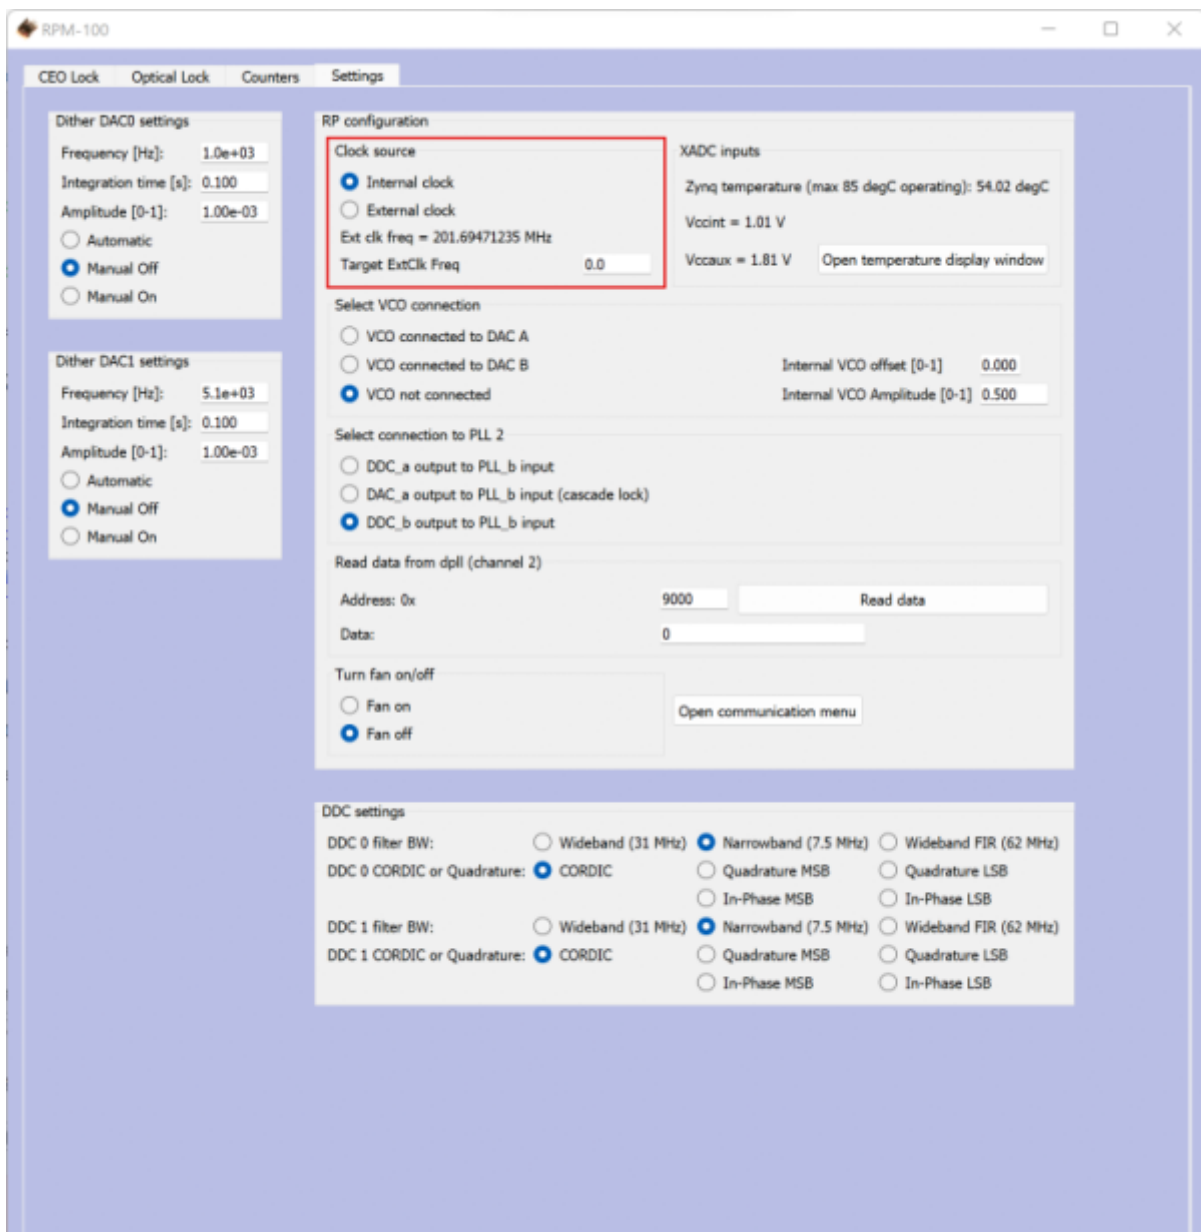 RPM-100
CEO Lock Optical Lock Counters Settings
Dither DAC0 settings
Frequency [Hz]: 1.0e+03
Integration time [s]: 0.100
Amplitude [0-1]: 1.00e-03
Automatic
Manual Off
Manual On
Dither DAC1 settings
Frequency [Hz]: 5.1e+03
Integration time [s]: 0.100
Amplitude [0-1]: 1.00e-03
Automatic
Manual Off
Manual On
RP configuration
Clock source
Internal clock
External clock
Ext clk freq = 201.69471235 MHz
Target ExtClk Freq 0.0
XADC inputs
Zynq temperature (max 85 degC operating): 54.02 degC
Vccint = 1.01 V
Vccaux = 1.81 V Open temperature display window
Select VCO connection
VCO connected to DAC A
VCO connected to DAC B Internal VCO offset [0-1] 0.000
VCO not connected Internal VCO Amplitude [0-1] 0.500
Select connection to PLL 2
DDC_a output to PLL_b input
DAC_a output to PLL_b input (cascade lock)
DDC_b output to PLL_b input
Read data from dpll (channel 2)
Address: 0x 9000 Read data
Data: 0
Turn fan on/off
Fan on
Fan off
Open communication menu
DDC settings
DDC 0 filter BW: Wideband (31 MHz) Narrowband (7.5 MHz) Wideband FIR (62 MHz)
DDC 0 CORDIC or Quadrature: CORDIC Quadrature MSB Quadrature LSB
In-Phase MSB In-Phase LSB
DDC 1 filter BW: Wideband (31 MHz) Narrowband (7.5 MHz) Wideband FIR (62 MHz)
DDC 1 CORDIC or Quadrature: CORDIC Quadrature MSB Quadrature LSB
In-Phase MSB In-Phase LSB